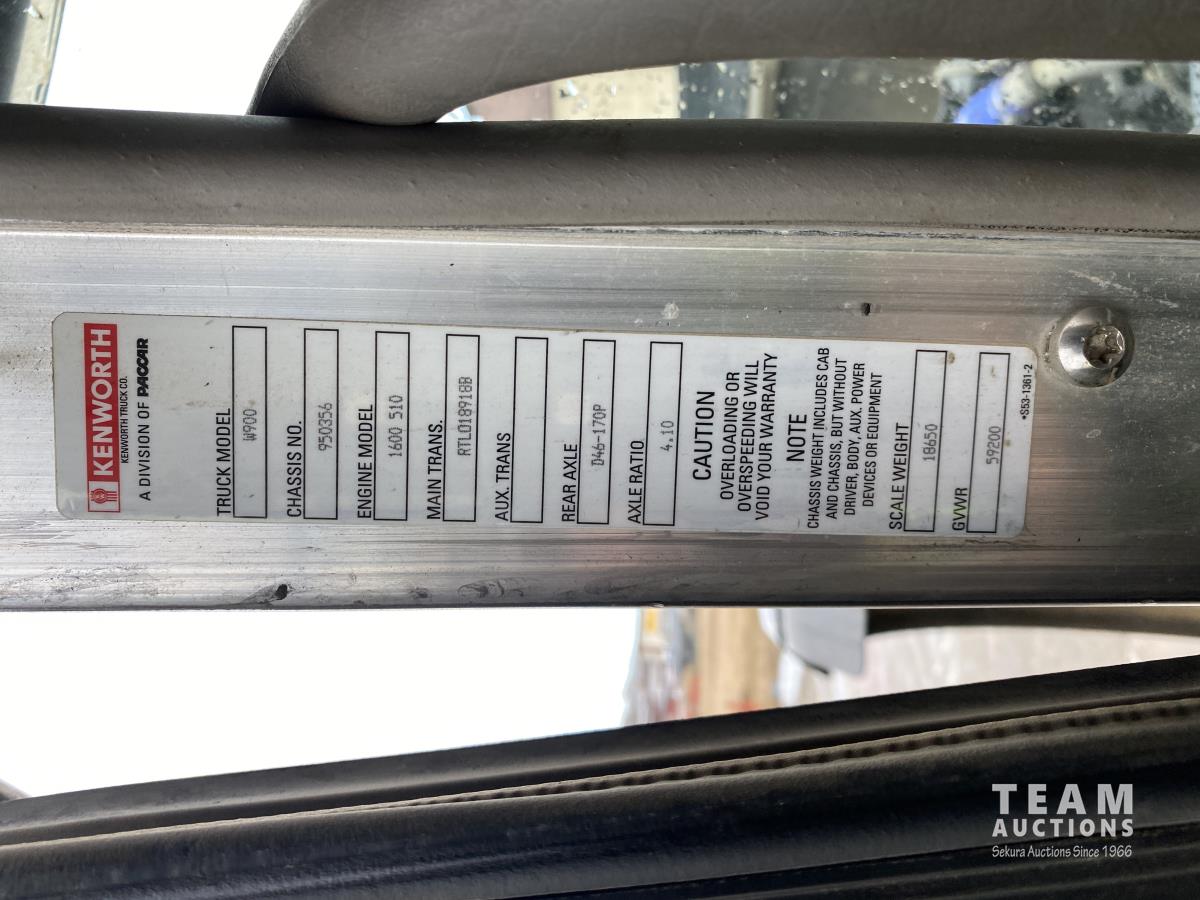 KENWORTH
KENWORTH TRUCK CO.
A DIVISION OF PACCAR
TRUCK MODEL
W900
CHASSIS NO.
950356
ENGINE MODEL
1600 510
MAIN TRANS.
RTLO18918B
AUX. TRANS
REAR AXLE
D46-170P
AXLE RATIO
4.10
CAUTION
OVERLOADING OR
OVERSPEEDING WILL
VOID YOUR WARRANTY
NOTE
CHASSIS WEIGHT INCLUDES CAB
AND CHASSIS BUT WITHOUT
DRIVER, BODY, AUX. POWER
DEVICES OR EQUIPMENT
SCALE WEIGHT
18650
GVWR
59200
*S53-1361-2
TEAM
AUCTIONS
Sekura Auctions Since 1966